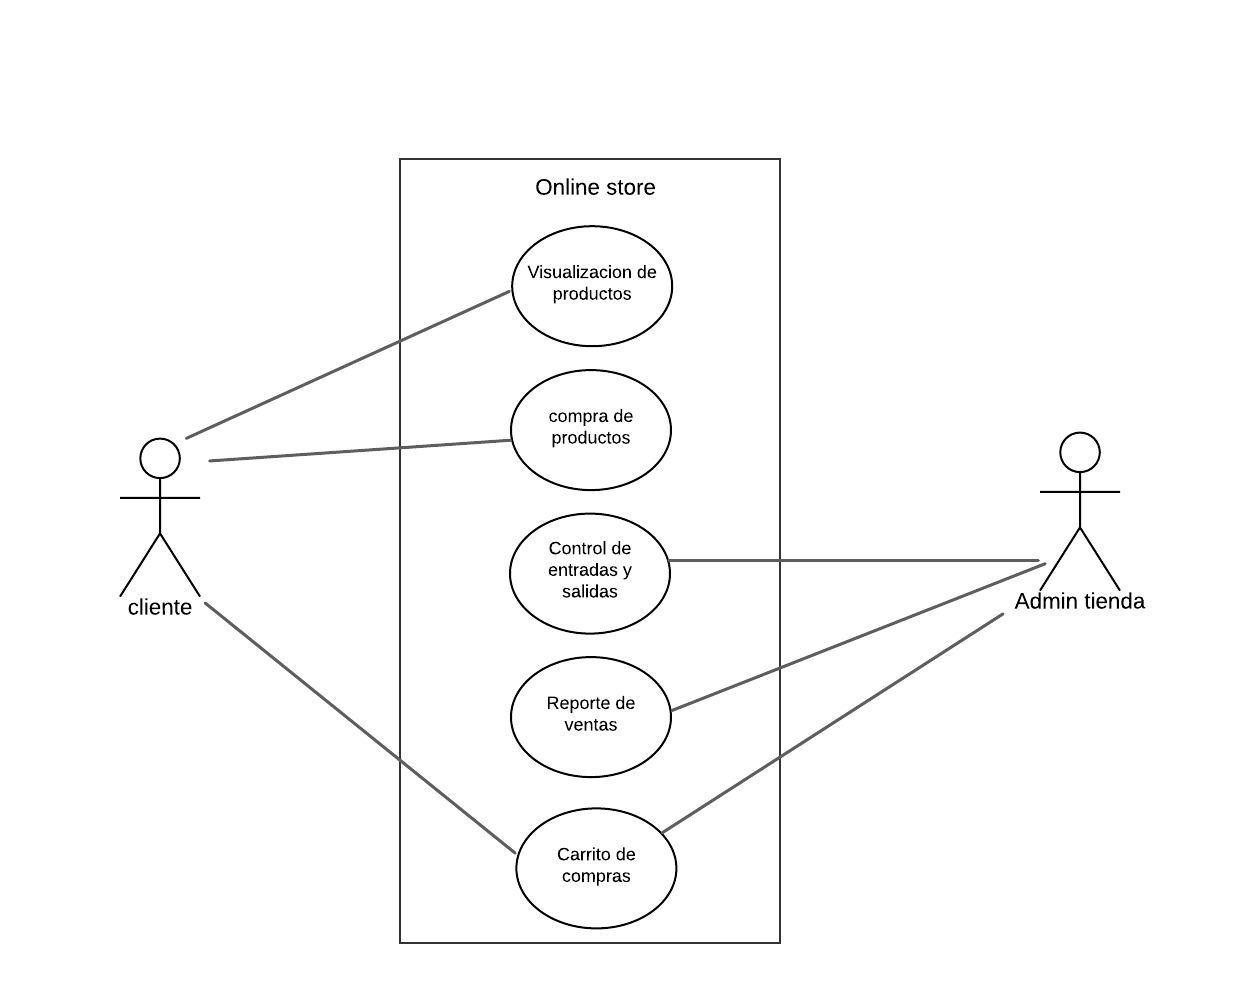 Online store
Visualizacion de
productos
compra de
productos
Control de
entradas y
salidas
cliente
Admin tienda
Reporte de
ventas
Carrito de
compras